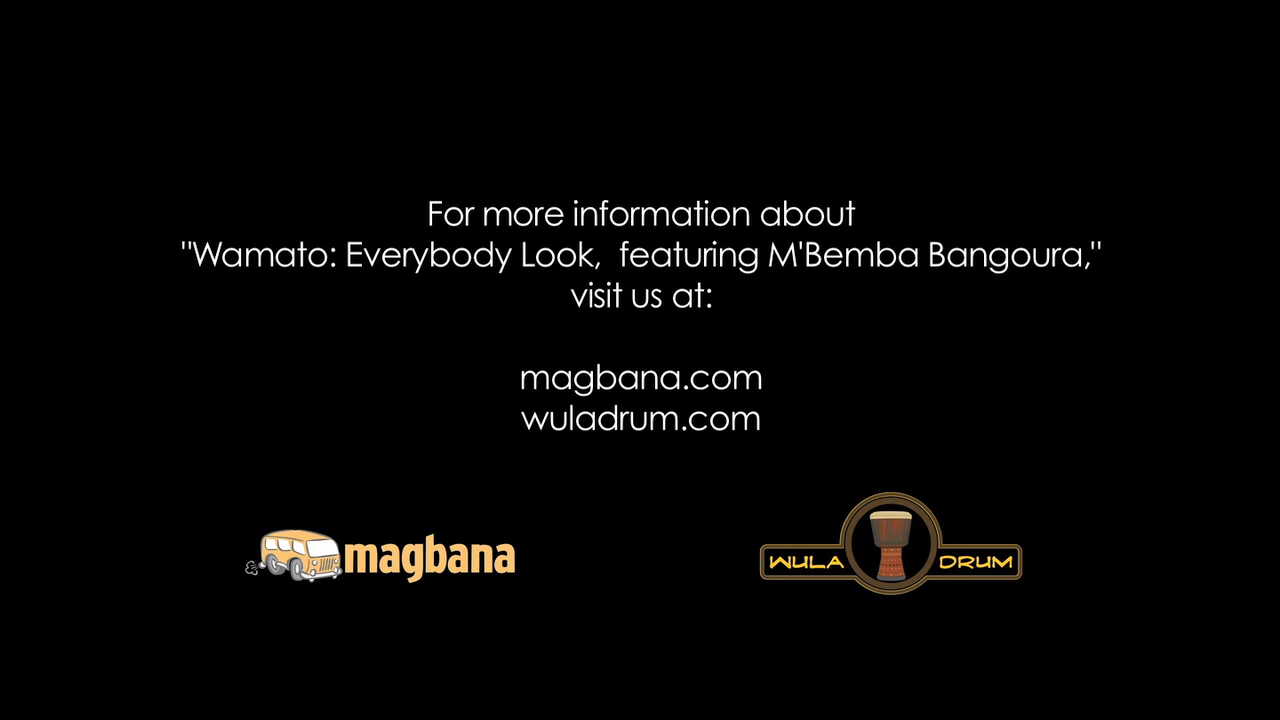 For more information about
"Wamato: Everybody Look,  featuring M'Bemba Bangoura,"
visit us at:
magbana.com
wuladrum.com
magbana
WULA DRUM